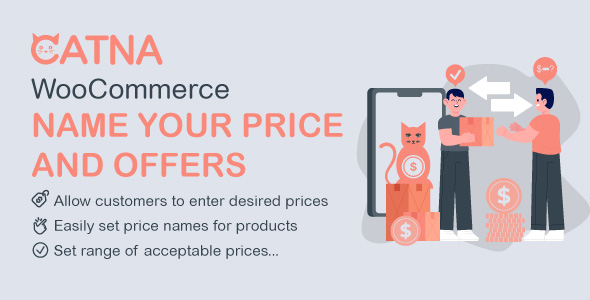 CATNA
WooCommerce
NAME YOUR PRICE
AND OFFERS
Allow customers to enter desired prices
Easily set price names for products
Set range of acceptable prices...
$--?
$
$
$